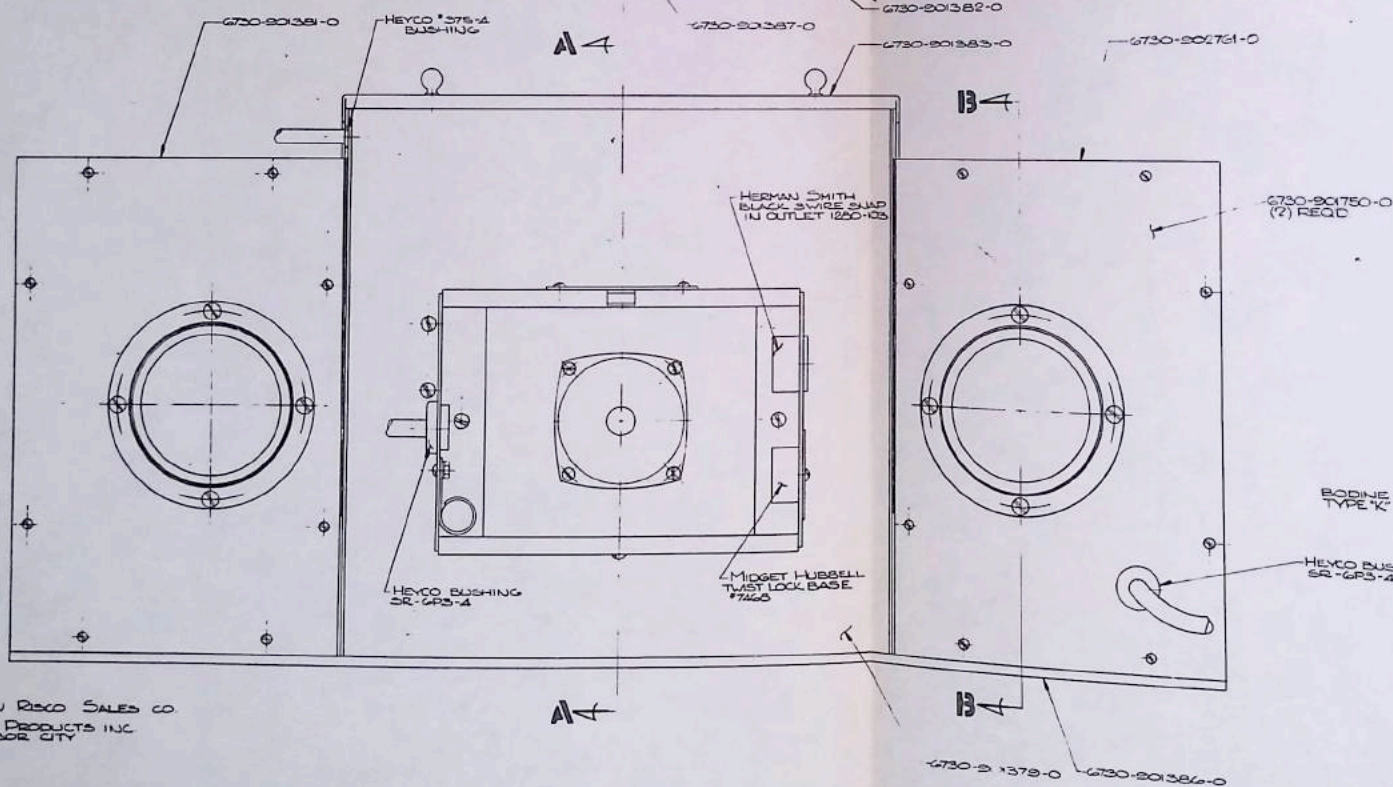 6730-901382-0
6730-901381-0
HEYCO #375-4
BUSHING
6730-901387-0
A
6730-901383-0
6730-902761-0
B
HERMAN SMITH
BLACK 3 WIRE SNAP
IN OUTLET 1280-103
6730-901750-0
(2) REQD
BODINE
TYPE "K"
HEYCO BUSHING
SR-6P3-4
MIDGET HUBBELL
TWIST LOCK BASE
#7468
HEYCO BUS
SR-6P3-4
RISCO SALES CO.
PRODUCTS INC
CITY
A
B
379-0
6730-901386-0